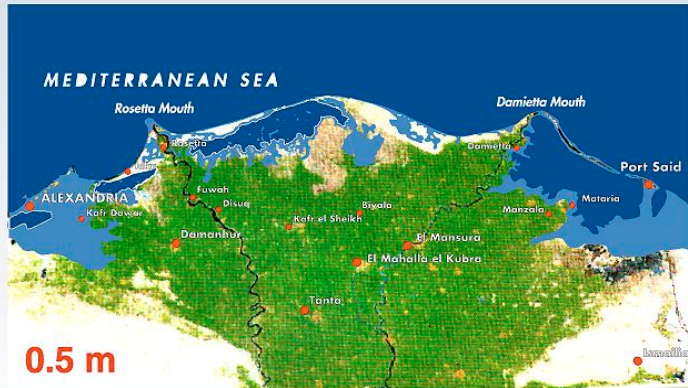 MEDITERRANEAN SEA
Rosetta Mouth
Damietta Mouth
Rosetta
Damietta
Port Said
Fuwah
ALEXANDRIA
Disuq
Biyala
Manzala
Mataria
Kafr Dawar
Kafr el Sheikh
Damanhur
El Mansura
El Mahalla el Kubra
Tanta
0.5 m
Ismailia